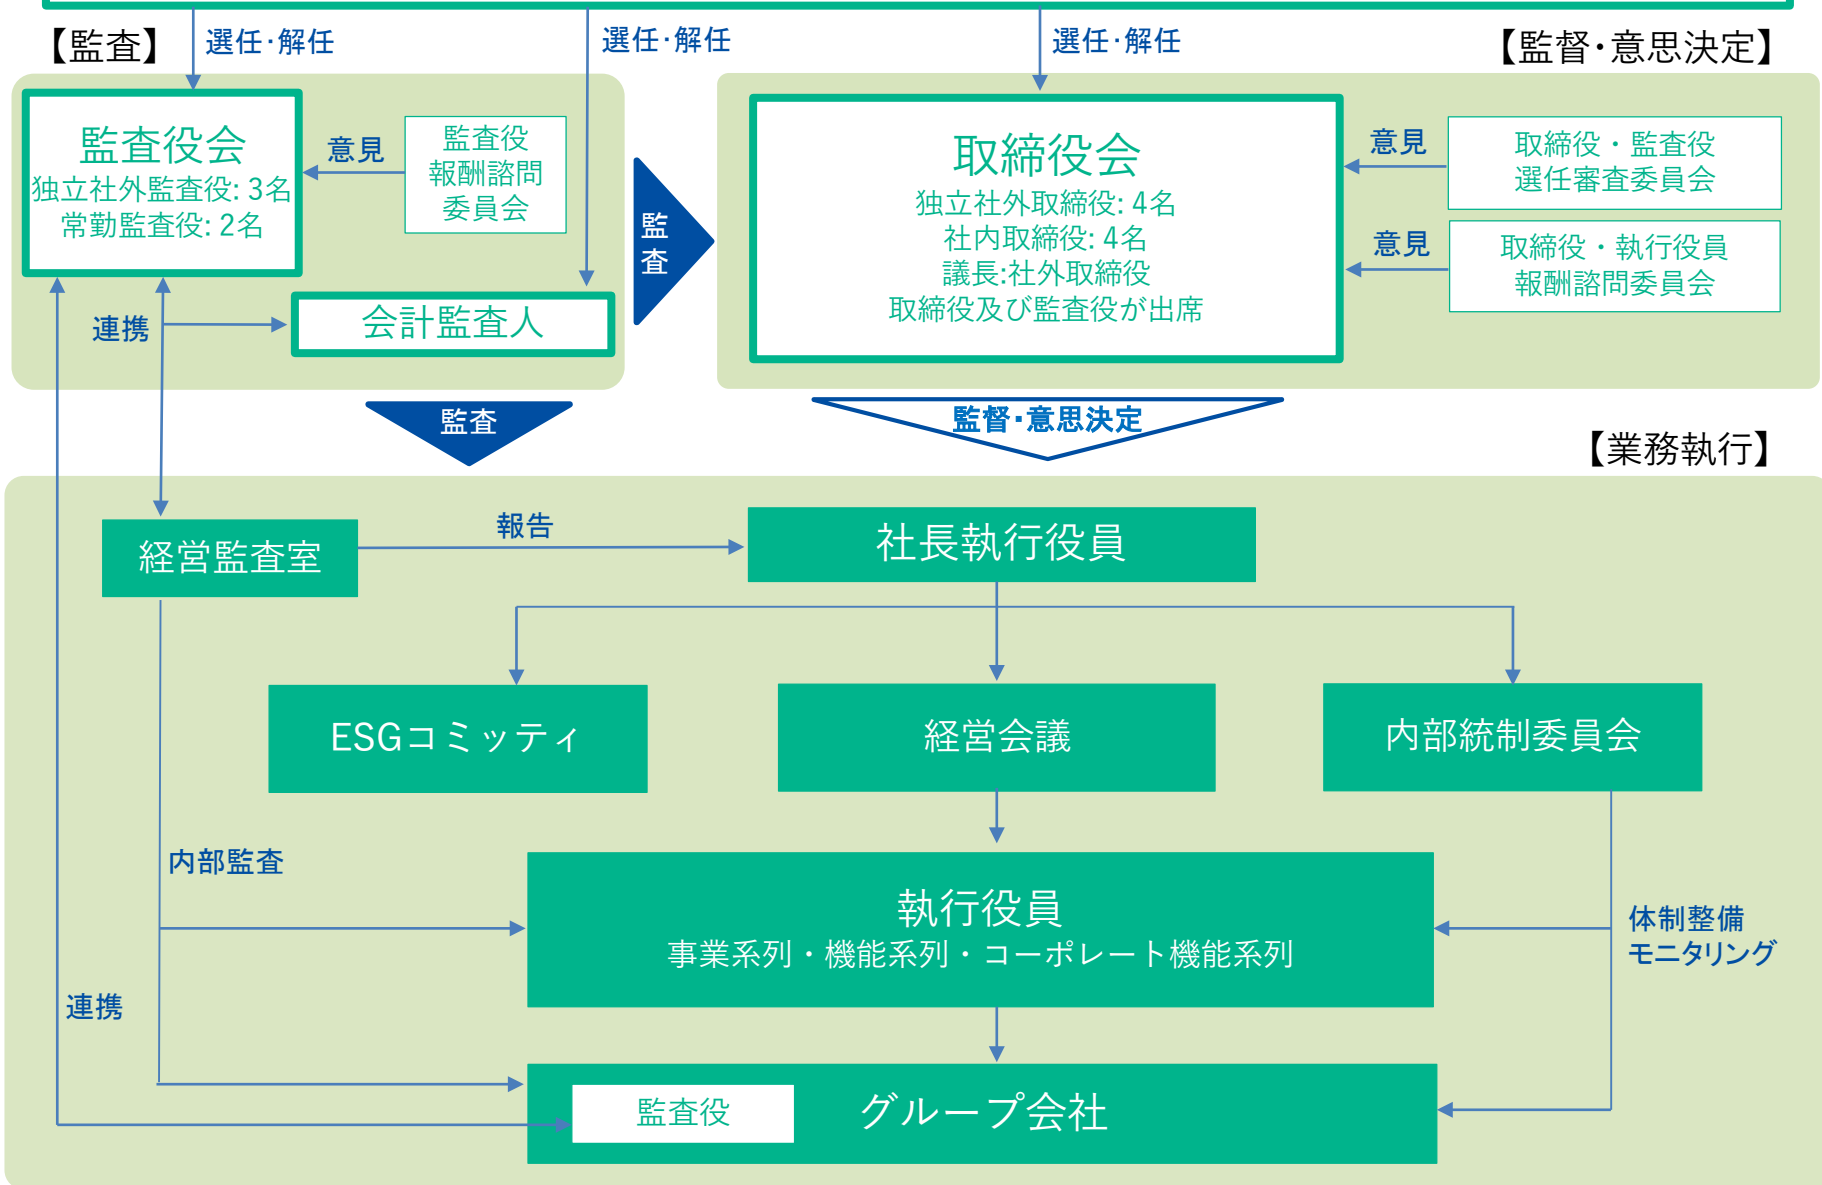 【監査】
選任・解任
選任・解任
選任・解任
【監督・意思決定】
監査役会
独立社外監査役: 3名
常勤監査役: 2名
意見
監査役
報酬諮問
委員会
監
査
取締役会
独立社外取締役: 4名
社内取締役: 4名
議長:社外取締役
取締役及び監査役が出席
意見
取締役・監査役
選任審査委員会
意見
取締役・執行役員
報酬諮問委員会
連携
会計監査人
監査
監督・意思決定
【業務執行】
経営監査室
報告
社長執行役員
ESGコミッティ
経営会議
内部統制委員会
内部監査
執行役員
事業系列・機能系列・コーポレート機能系列
体制整備
モニタリング
連携
監査役
グループ会社